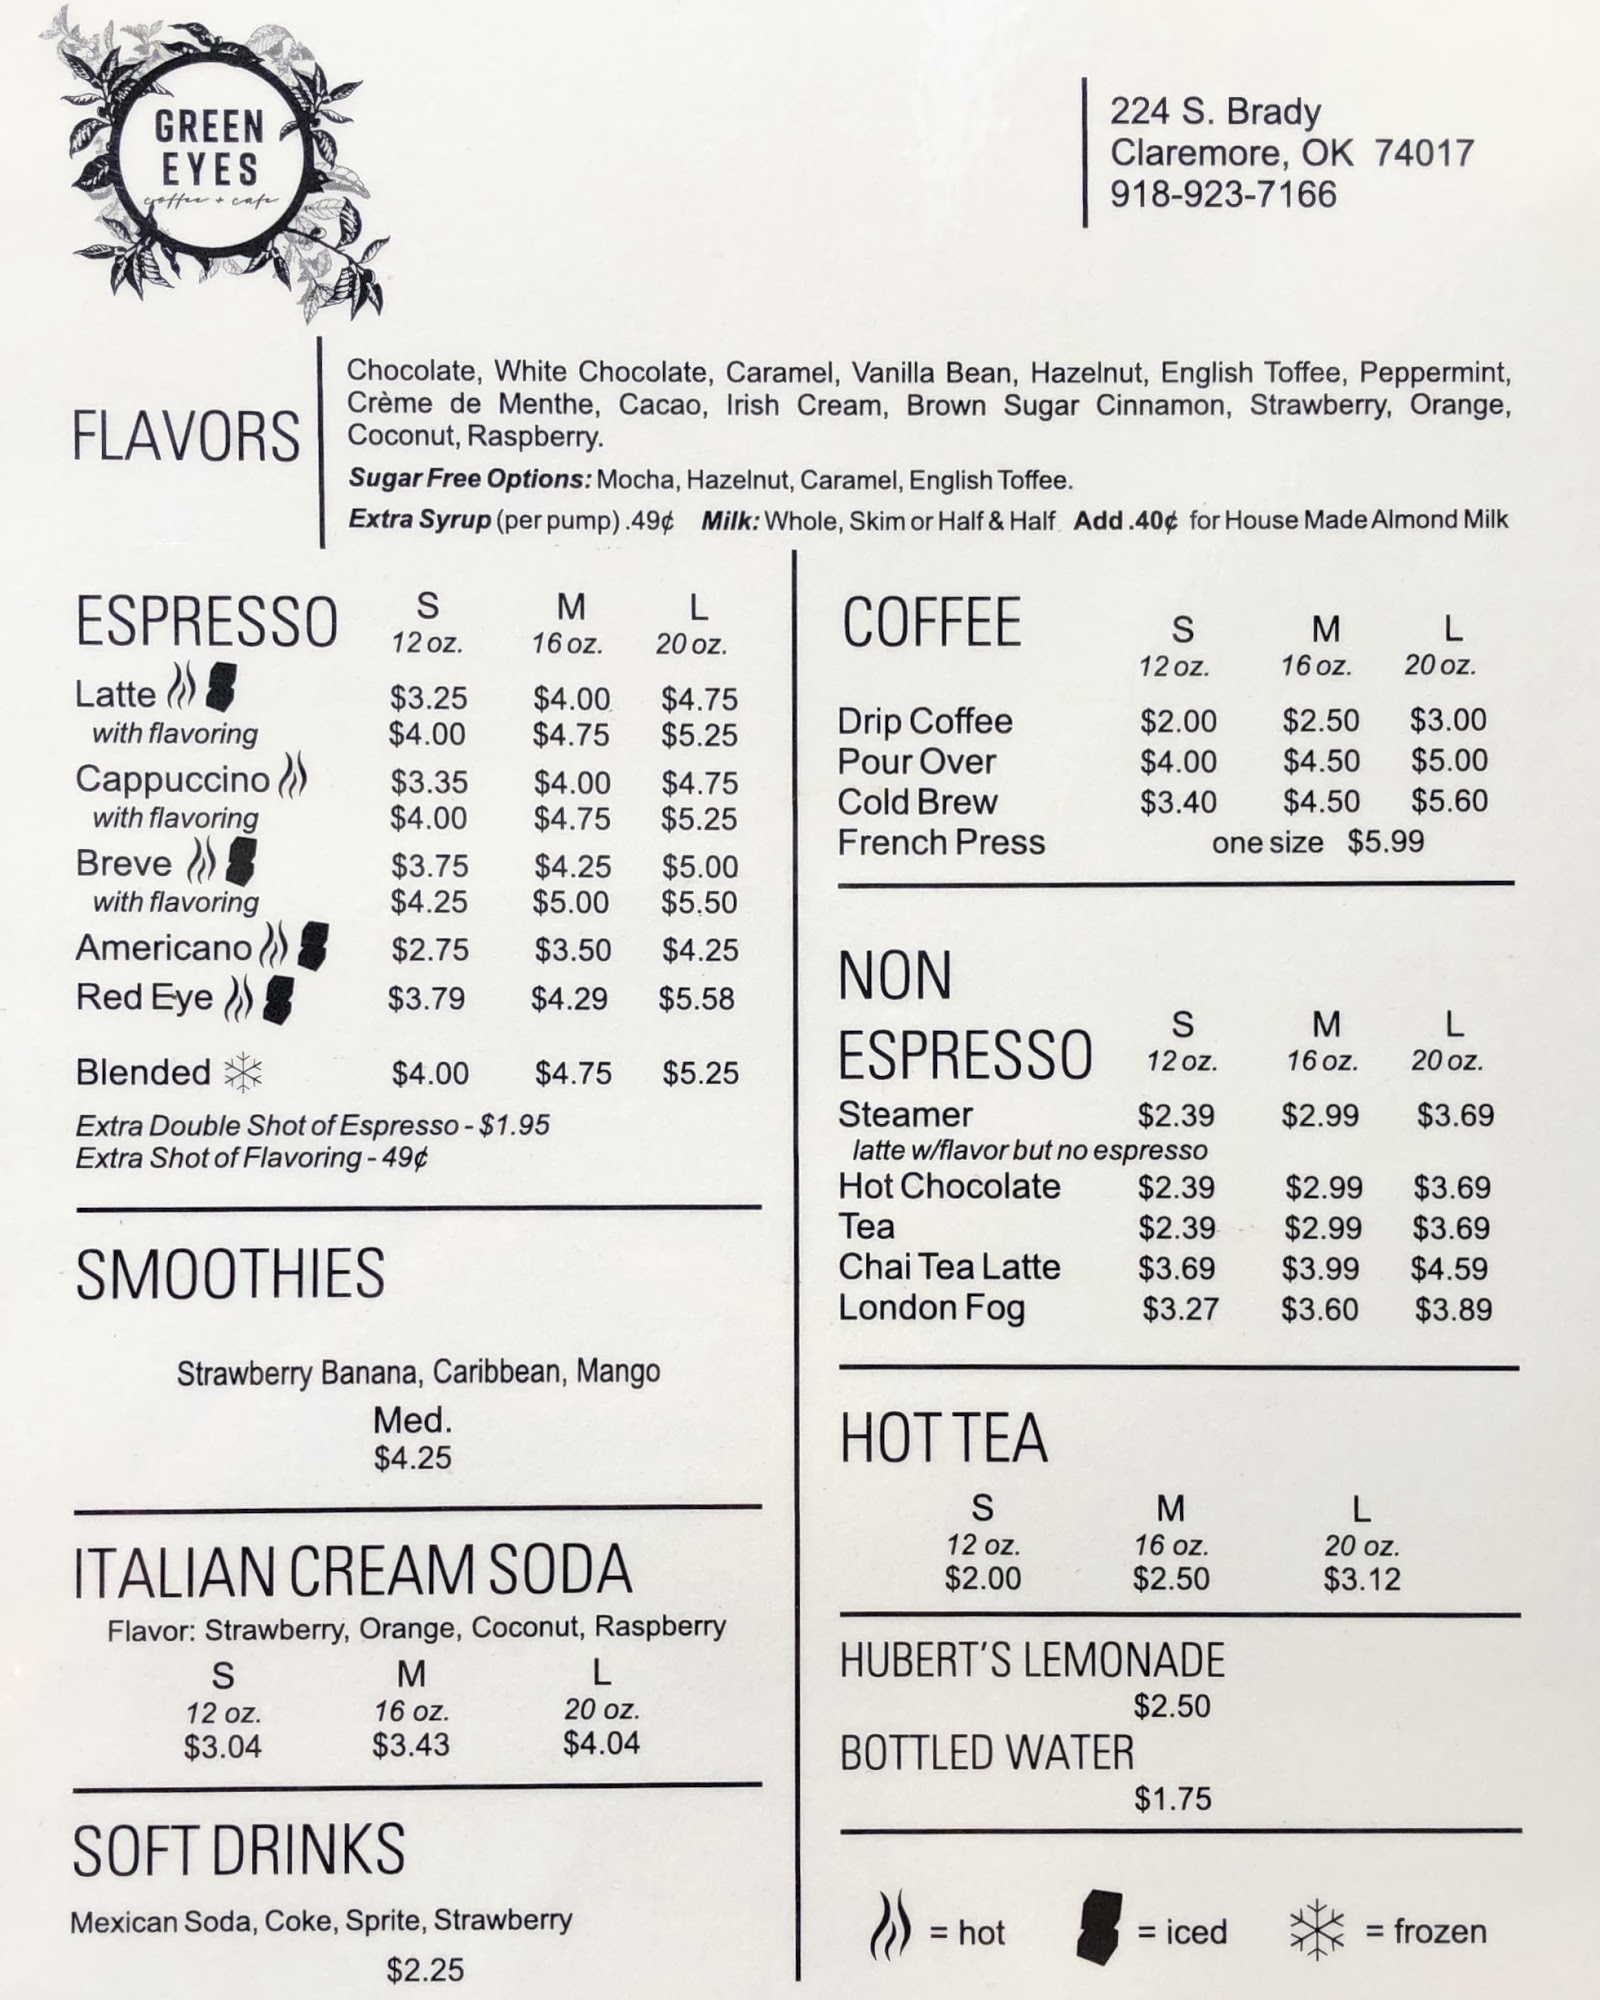 GREEN
EYES
coffee + cafe
224 S. Brady
Claremore, OK 74017
918-923-7166
FLAVORS
Chocolate, White Chocolate, Caramel, Vanilla Bean, Hazelnut, English Toffee, Peppermint,
Crème de Menthe, Cacao, Irish Cream, Brown Sugar Cinnamon, Strawberry, Orange,
Coconut, Raspberry.
Sugar Free Options: Mocha, Hazelnut, Caramel, English Toffee.
Extra Syrup (per pump) .49¢ Milk: Whole, Skim or Half & Half Add .40¢ for House Made Almond Milk
ESPRESSO S M L
12 oz. 16 oz. 20 oz.
Latte $3.25 $4.00 $4.75
with flavoring $4.00 $4.75 $5.25
Cappuccino $3.35 $4.00 $4.75
with flavoring $4.00 $4.75 $5.25
Breve $3.75 $4.25 $5.00
with flavoring $4.25 $5.00 $5.50
Americano $2.75 $3.50 $4.25
Red Eye $3.79 $4.29 $5.58
Blended $4.00 $4.75 $5.25
Extra Double Shot of Espresso - $1.95
Extra Shot of Flavoring - 49¢
SMOOTHIES
Strawberry Banana, Caribbean, Mango
Med.
$4.25
ITALIAN CREAM SODA
Flavor: Strawberry, Orange, Coconut, Raspberry
S M L
12 oz. 16 oz. 20 oz.
$3.04 $3.43 $4.04
SOFT DRINKS
Mexican Soda, Coke, Sprite, Strawberry
$2.25
COFFEE S M L
12 oz. 16 oz. 20 oz.
Drip Coffee $2.00 $2.50 $3.00
Pour Over $4.00 $4.50 $5.00
Cold Brew $3.40 $4.50 $5.60
French Press one size $5.99
NON
ESPRESSO S M L
12 oz. 16 oz. 20 oz.
Steamer $2.39 $2.99 $3.69
latte w/flavor but no espresso
Hot Chocolate $2.39 $2.99 $3.69
Tea $2.39 $2.99 $3.69
Chai Tea Latte $3.69 $3.99 $4.59
London Fog $3.27 $3.60 $3.89
HOT TEA
S M L
12 oz. 16 oz. 20 oz.
$2.00 $2.50 $3.12
HUBERT'S LEMONADE
$2.50
BOTTLED WATER
$1.75
= hot = iced = frozen